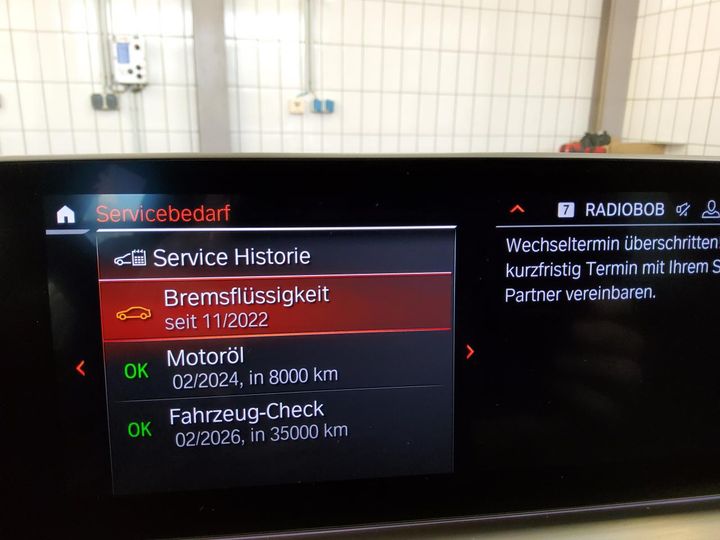 Servicebedarf
7 RADIOBOB
Service Historie
Bremsflüssigkeit
seit 11/2022
OK Motoröl
02/2024, in 8000 km
OK Fahrzeug-Check
02/2026, in 35000 km
Wechseltermin überschritten.
kurzfristig Termin mit Ihrem S
Partner vereinbaren.